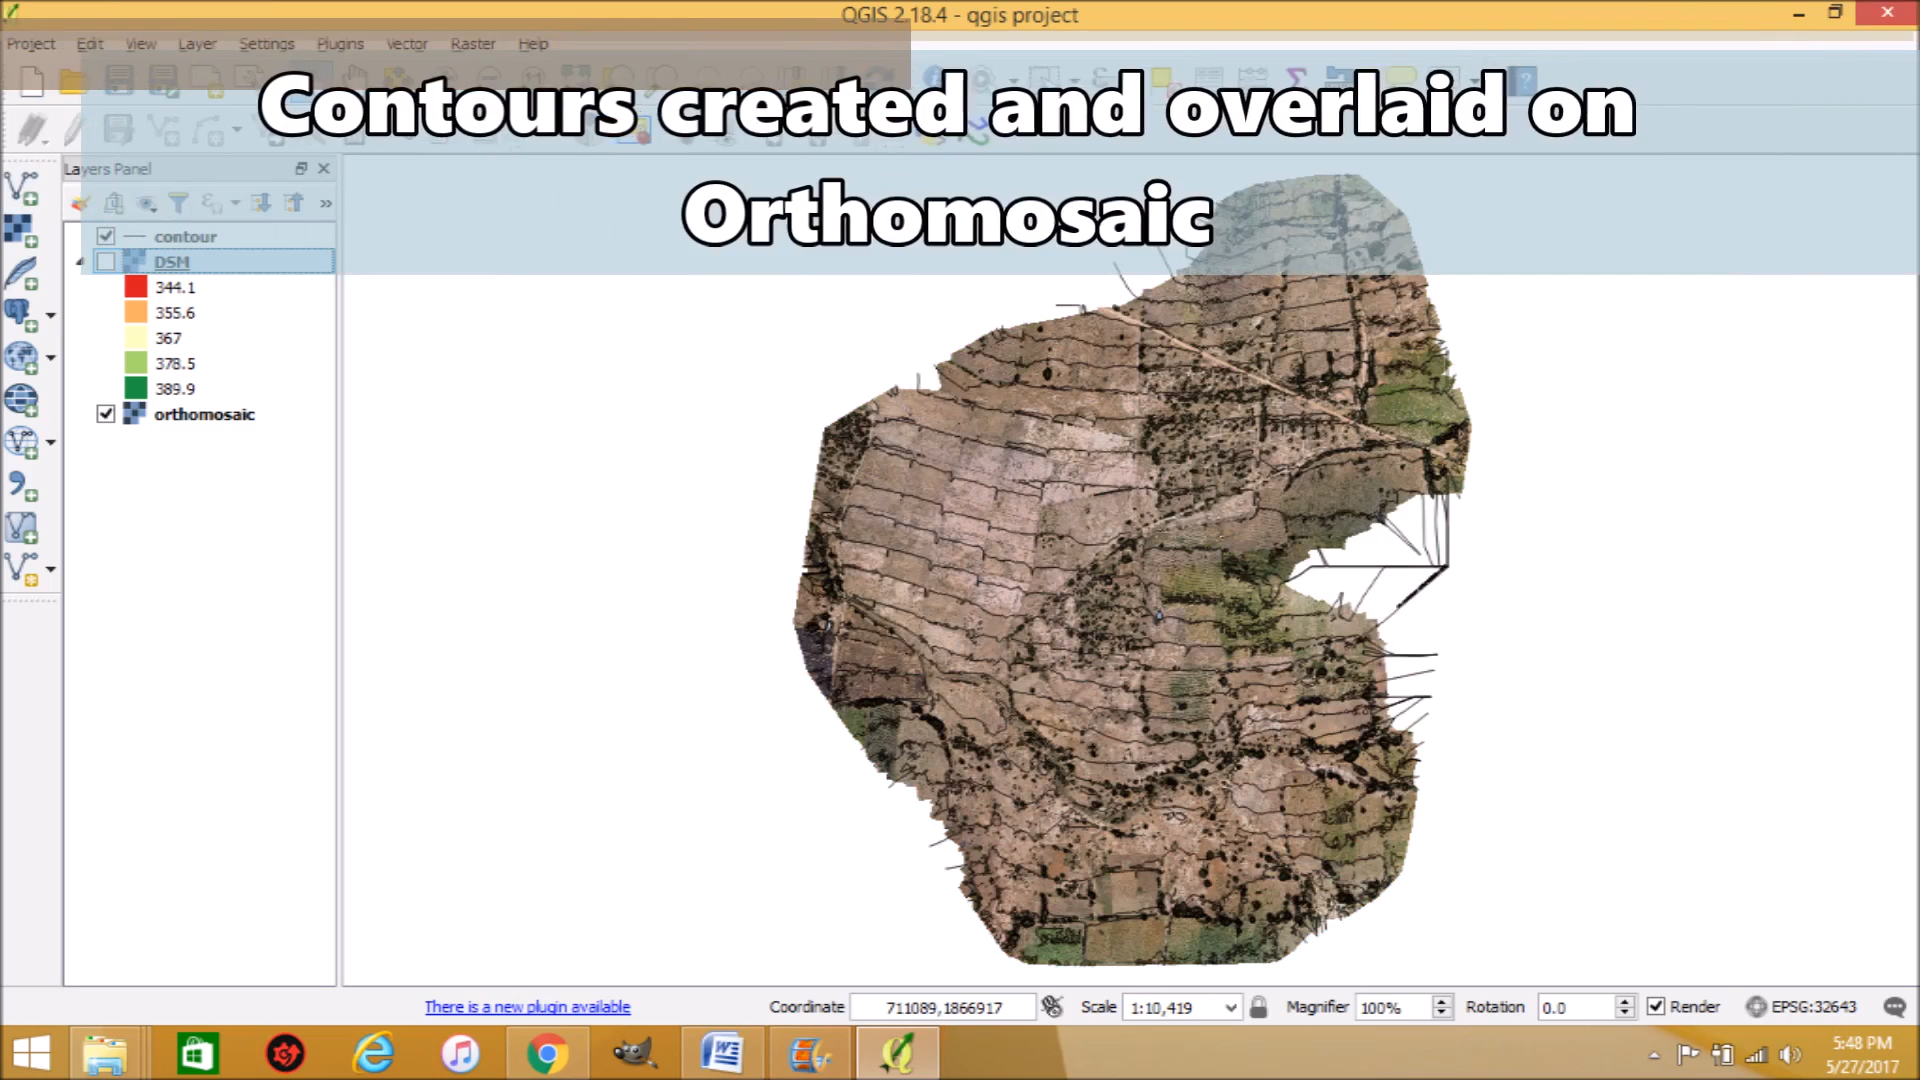 QGIS 2.18.4 - qgis project
Project Edit View Layer Settings Plugins Vector Raster Help
Contours created and overlaid on
Orthomosaic
Layers Panel
contour
DSM
344.1
355.6
367
378.5
389.9
orthomosaic
There is a new plugin available Coordinate 711089,1866917 Scale 1:10,419 Magnifier 100% Rotation 0.0 Render EPSG:32643
5:48 PM
5/27/2017